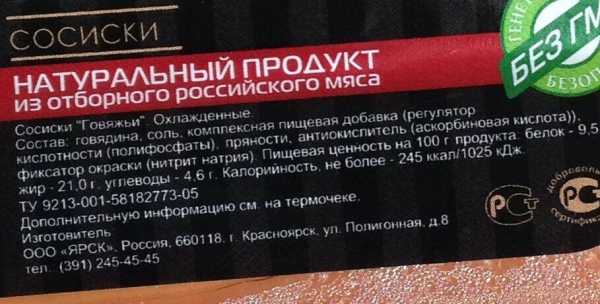 СОСИСКИ
НАТУРАЛЬНЫЙ ПРОДУКТ
из отборного российского мяса
БЕЗ ГМ
Сосиски "Говяжьи". Охлажденные.
Состав: говядина, соль, комплексная пищевая добавка (регулятор
кислотности (полифосфаты), пряности, антиокислитель (аскорбиновая кислота)),
фиксатор окраски (нитрит натрия). Пищевая ценность на 100 г продукта: белок - 9,5
жир - 21,0 г, углеводы - 4,6 г. Калорийность, не более - 245 ккал/1025 кДж.
ТУ 9213-001-58182773-05
Дополнительную информацию см. на термочеке.
Изготовитель:
ООО «ЯРСК», Россия, 660118, г. Красноярск, ул. Полигонная, д.8
тел. (391) 245-45-45
РСТ
РСТ